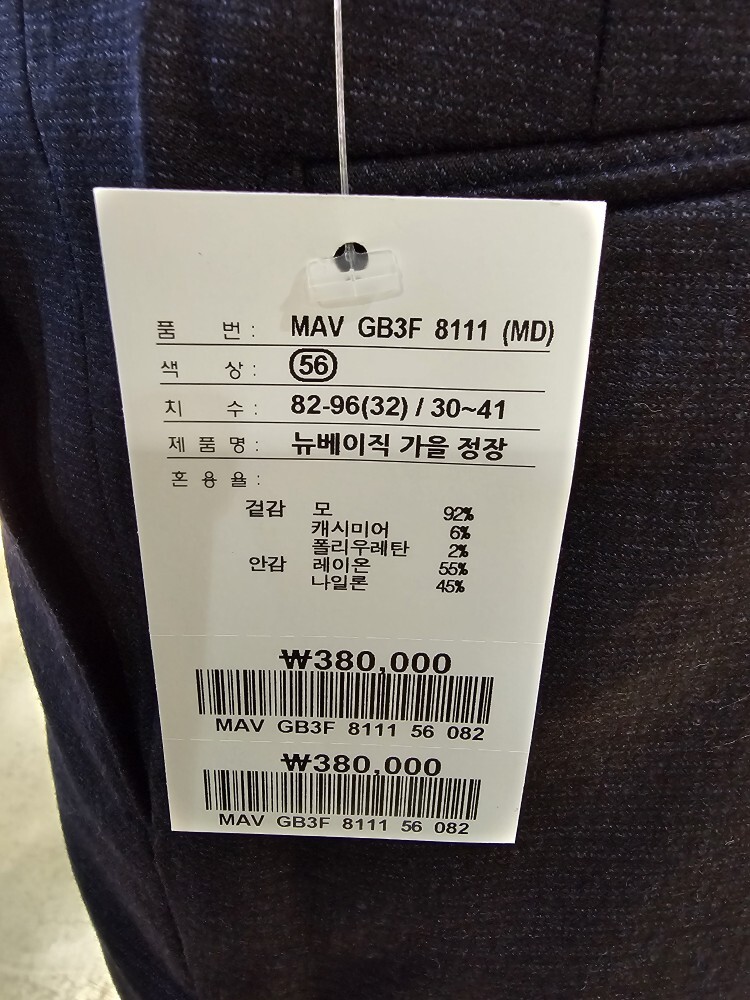 품 번 : MAV GB3F 8111 (MD)
색 상 : 56
치 수 : 82-96(32) / 30~41
제 품 명 : 뉴베이직 가을 정장
혼 용 율 :
겉감 모 92%
캐시미어 6%
폴리우레탄 2%
안감 레이온 55%
나일론 45%
₩380,000
MAV GB3F 8111 56 082
₩380,000
MAV GB3F 8111 56 082